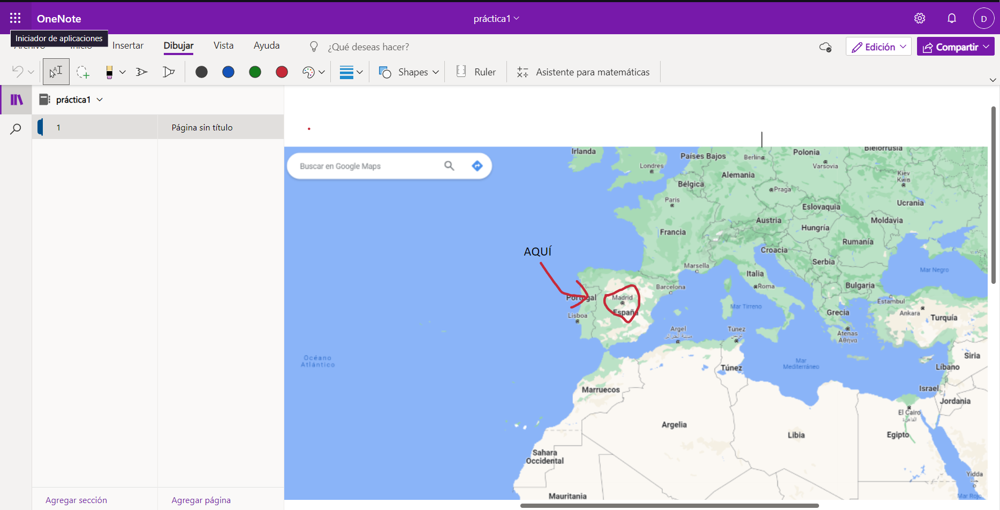 OneNote
práctica1
D
Iniciador de aplicaciones
Insertar
Dibujar
Vista
Ayuda
¿Qué deseas hacer?
Edición
Compartir
Shapes
Ruler
Asistente para matemáticas
práctica1
1
Página sin título
Agregar sección
Agregar página
Buscar en Google Maps
Irlanda
Londres
Países Bajos
Berlín
Polonia
Varsovia
Bielorrusia
Alemania
Bélgica
Praga
Kiev
Київ
París
Eslovaquia
Ucrania
Austria
Moldavia
Francia
Hungría
Rumanía
AQUÍ
Croacia
Serbia
Marsella
Italia
Mar Negro
Barcelona
Roma
Bulgaria
Portugal
Madrid
España
Estambul
Mar Tirreno
Grecia
Ankara
Turquía
Lisboa
Argel
Túnez
تونس
Atenas
Αθήνα
Océano
Atlántico
Siria
Mar
Mediterráneo
Túnez
Líbano
Marruecos
Israel
Jordania
El Cairo
القاهرة
Argelia
Libia
Egipto
Sahara
Occidental
Yidda
Mauritania
Mar Rojo